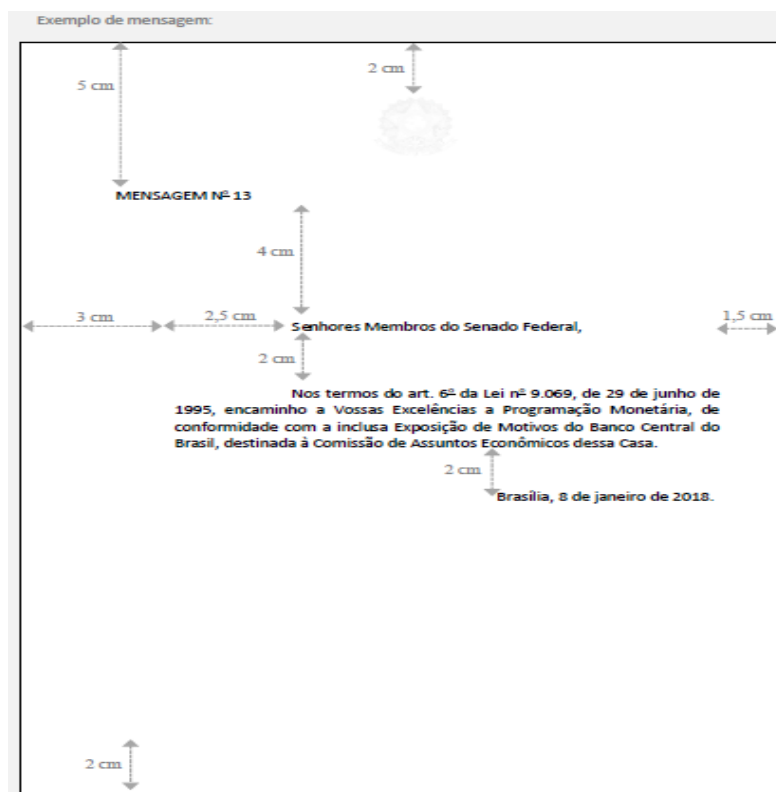 Exemplo de mensagem:
2 cm
5 cm
MENSAGEM Nº 13
4 cm
3 cm 2,5 cm Senhores Membros do Senado Federal, 1,5 cm
2 cm
Nos termos do art. 6º da Lei nº 9.069, de 29 de junho de
1995, encaminho a Vossas Excelências a Programação Monetária, de
conformidade com a inclusa Exposição de Motivos do Banco Central do
Brasil, destinada à Comissão de Assuntos Econômicos dessa Casa.
2 cm
Brasília, 8 de janeiro de 2018.
2 cm